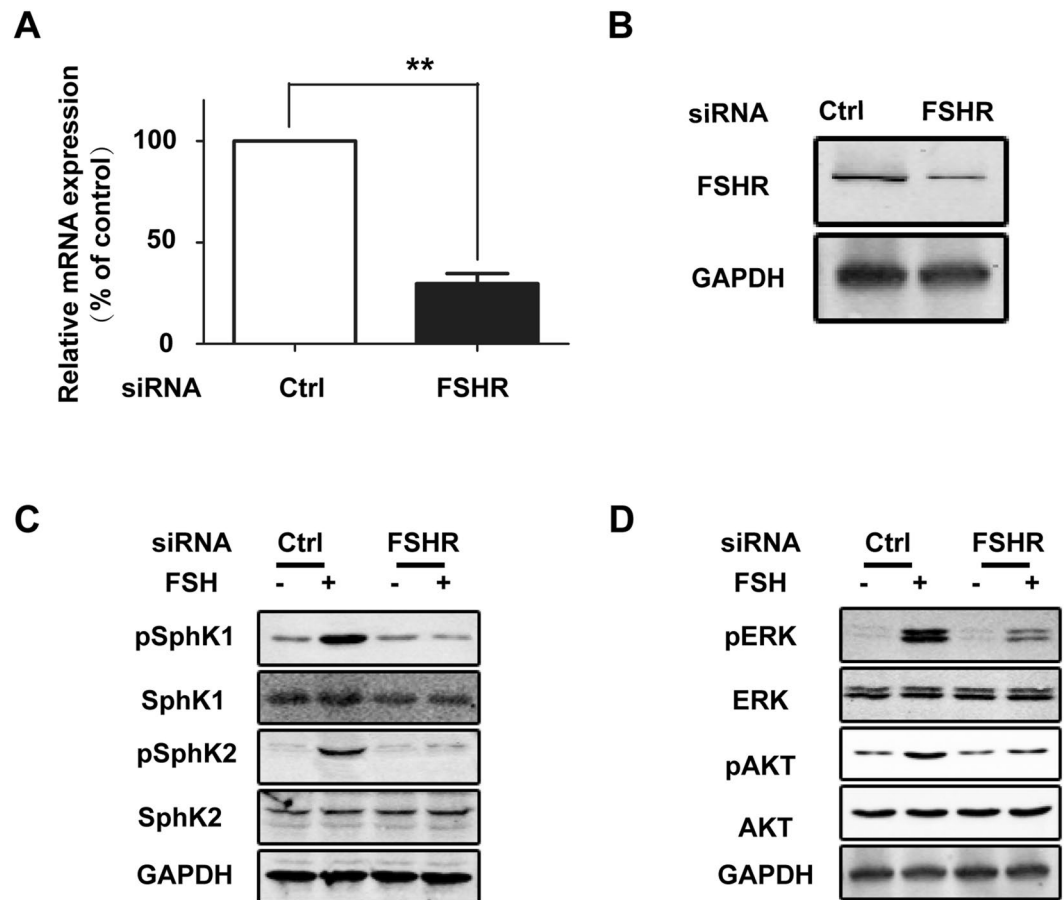 A
Relative mRNA expression
(% of control)
100
50
0
**
siRNA Ctrl FSHR
B
siRNA Ctrl FSHR
FSHR
GAPDH
C
siRNA Ctrl FSHR
FSH - + - +
pSphK1
SphK1
pSphK2
SphK2
GAPDH
D
siRNA Ctrl FSHR
FSH - + - +
pERK
ERK
pAKT
AKT
GAPDH